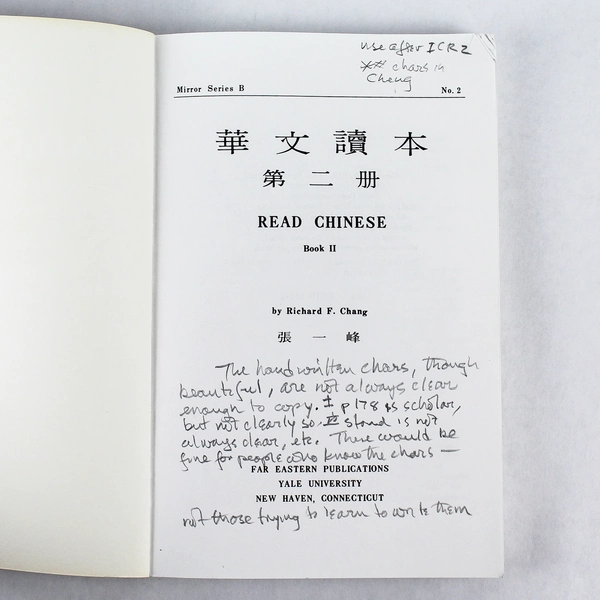 use after ICR 2
** chars in
Cheng
Mirror Series B No. 2
華文讀本
第二册
READ CHINESE
Book II
by Richard F. Chang
張一峰
The handwritten chars, though
beautiful, are not always clear
enough to copy. 士 p 178 is scholar,
but not clearly so. 立 stand is not
always clear, etc. These would be
fine for people who know the chars —
FAR EASTERN PUBLICATIONS
YALE UNIVERSITY
NEW HAVEN, CONNECTICUT
not those trying to learn to write them